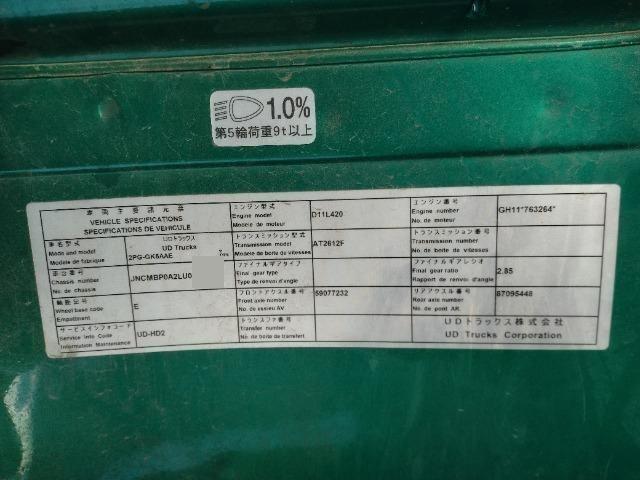 1.0%
第5輪荷重9t以上
車両主要諸元表
VEHICLE SPECIFICATIONS
SPECIFICATIONS DE VEHICULE
車名型式
Make and model
Modele de fabrique
UDトラックス
UD Trucks
2PG-GK5AAE
車台番号
Chassis number
No. de chassis
JNCMBP0A2LU0
軸距記号
Wheel base code
Empattement
E
サービスインフォコード
Service Info Code
Information Maintenance
UD-HD2
エンジン型式
Engine model
Modele de moteur
D11L420
トランスミッション型式
Transmission model
Modele de boite de vitesses
AT2612F
ファイナルギアタイプ
Final gear type
Type de renvoi d'angle
フロントアクスル番号
Front axle number
No. de essieu AV
59077232
トランスファ番号
Transfer number
No. de boite de transfert
エンジン番号
Engine number
No. de moteur
GH11*763264*
トランスミッション番号
Transmission number
No. de boite de vitesses
ファイナルギアレシオ
Final gear ratio
Rapport de renvoi d'angle
2.85
リアアクスル番号
Rear axle number
No. de pont AR.
87095448
UDトラックス株式会社
UD Trucks Corporation